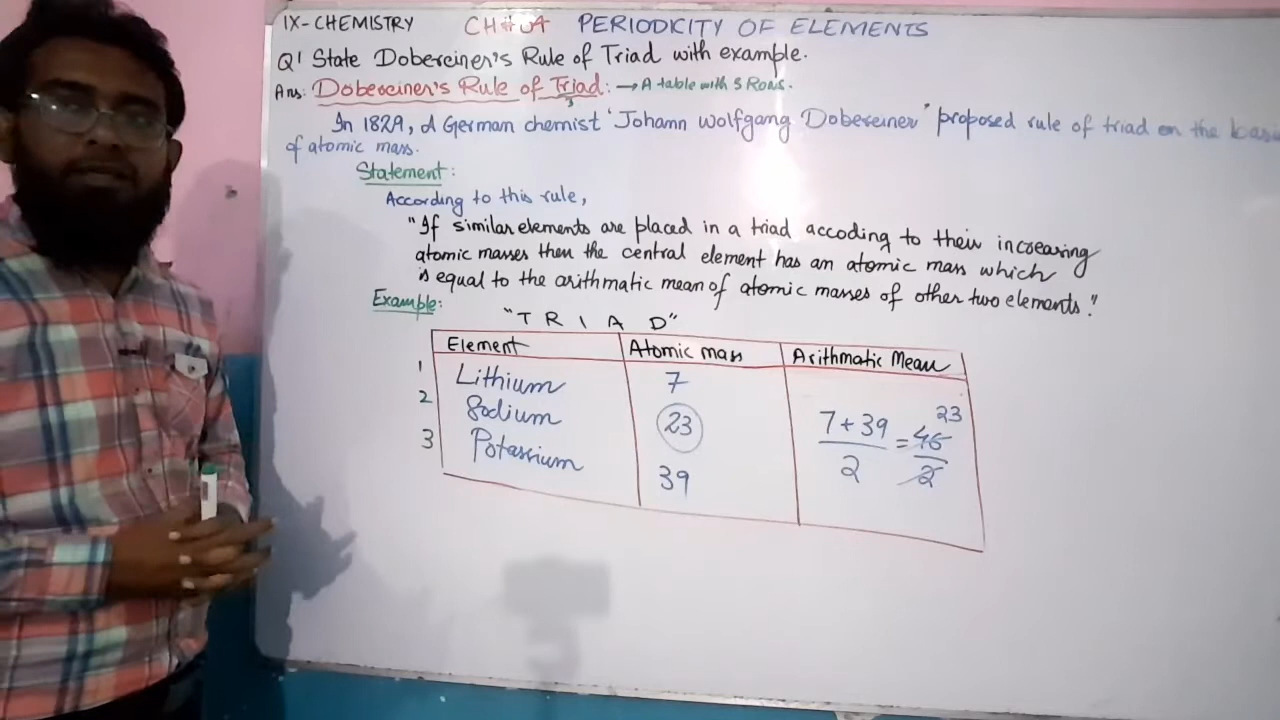 IX-CHEMISTRY CH#04 PERIODICITY OF ELEMENTS
Q1 State Dobereiner's Rule of Triad with example.
Ans: Dobereiner's Rule of Triad: → A table with 3 Rows.
3
In 1829, A German chemist 'Johann Wolfgang Dobereiner' proposed rule of triad on the
of atomic mass.
Statement:
According to this rule,
"If similar elements are placed in a triad accoding to their increasing
atomic masses then the central element has an atomic mass which
is equal to the arithmatic mean of atomic masses of other two elements."
Example:
"T R I A D"
Element Atomic mass Arithmatic Mean
1 Lithium 7
2 Sodium 23 7+39/2 = 46/2 23
3 Potassium 39